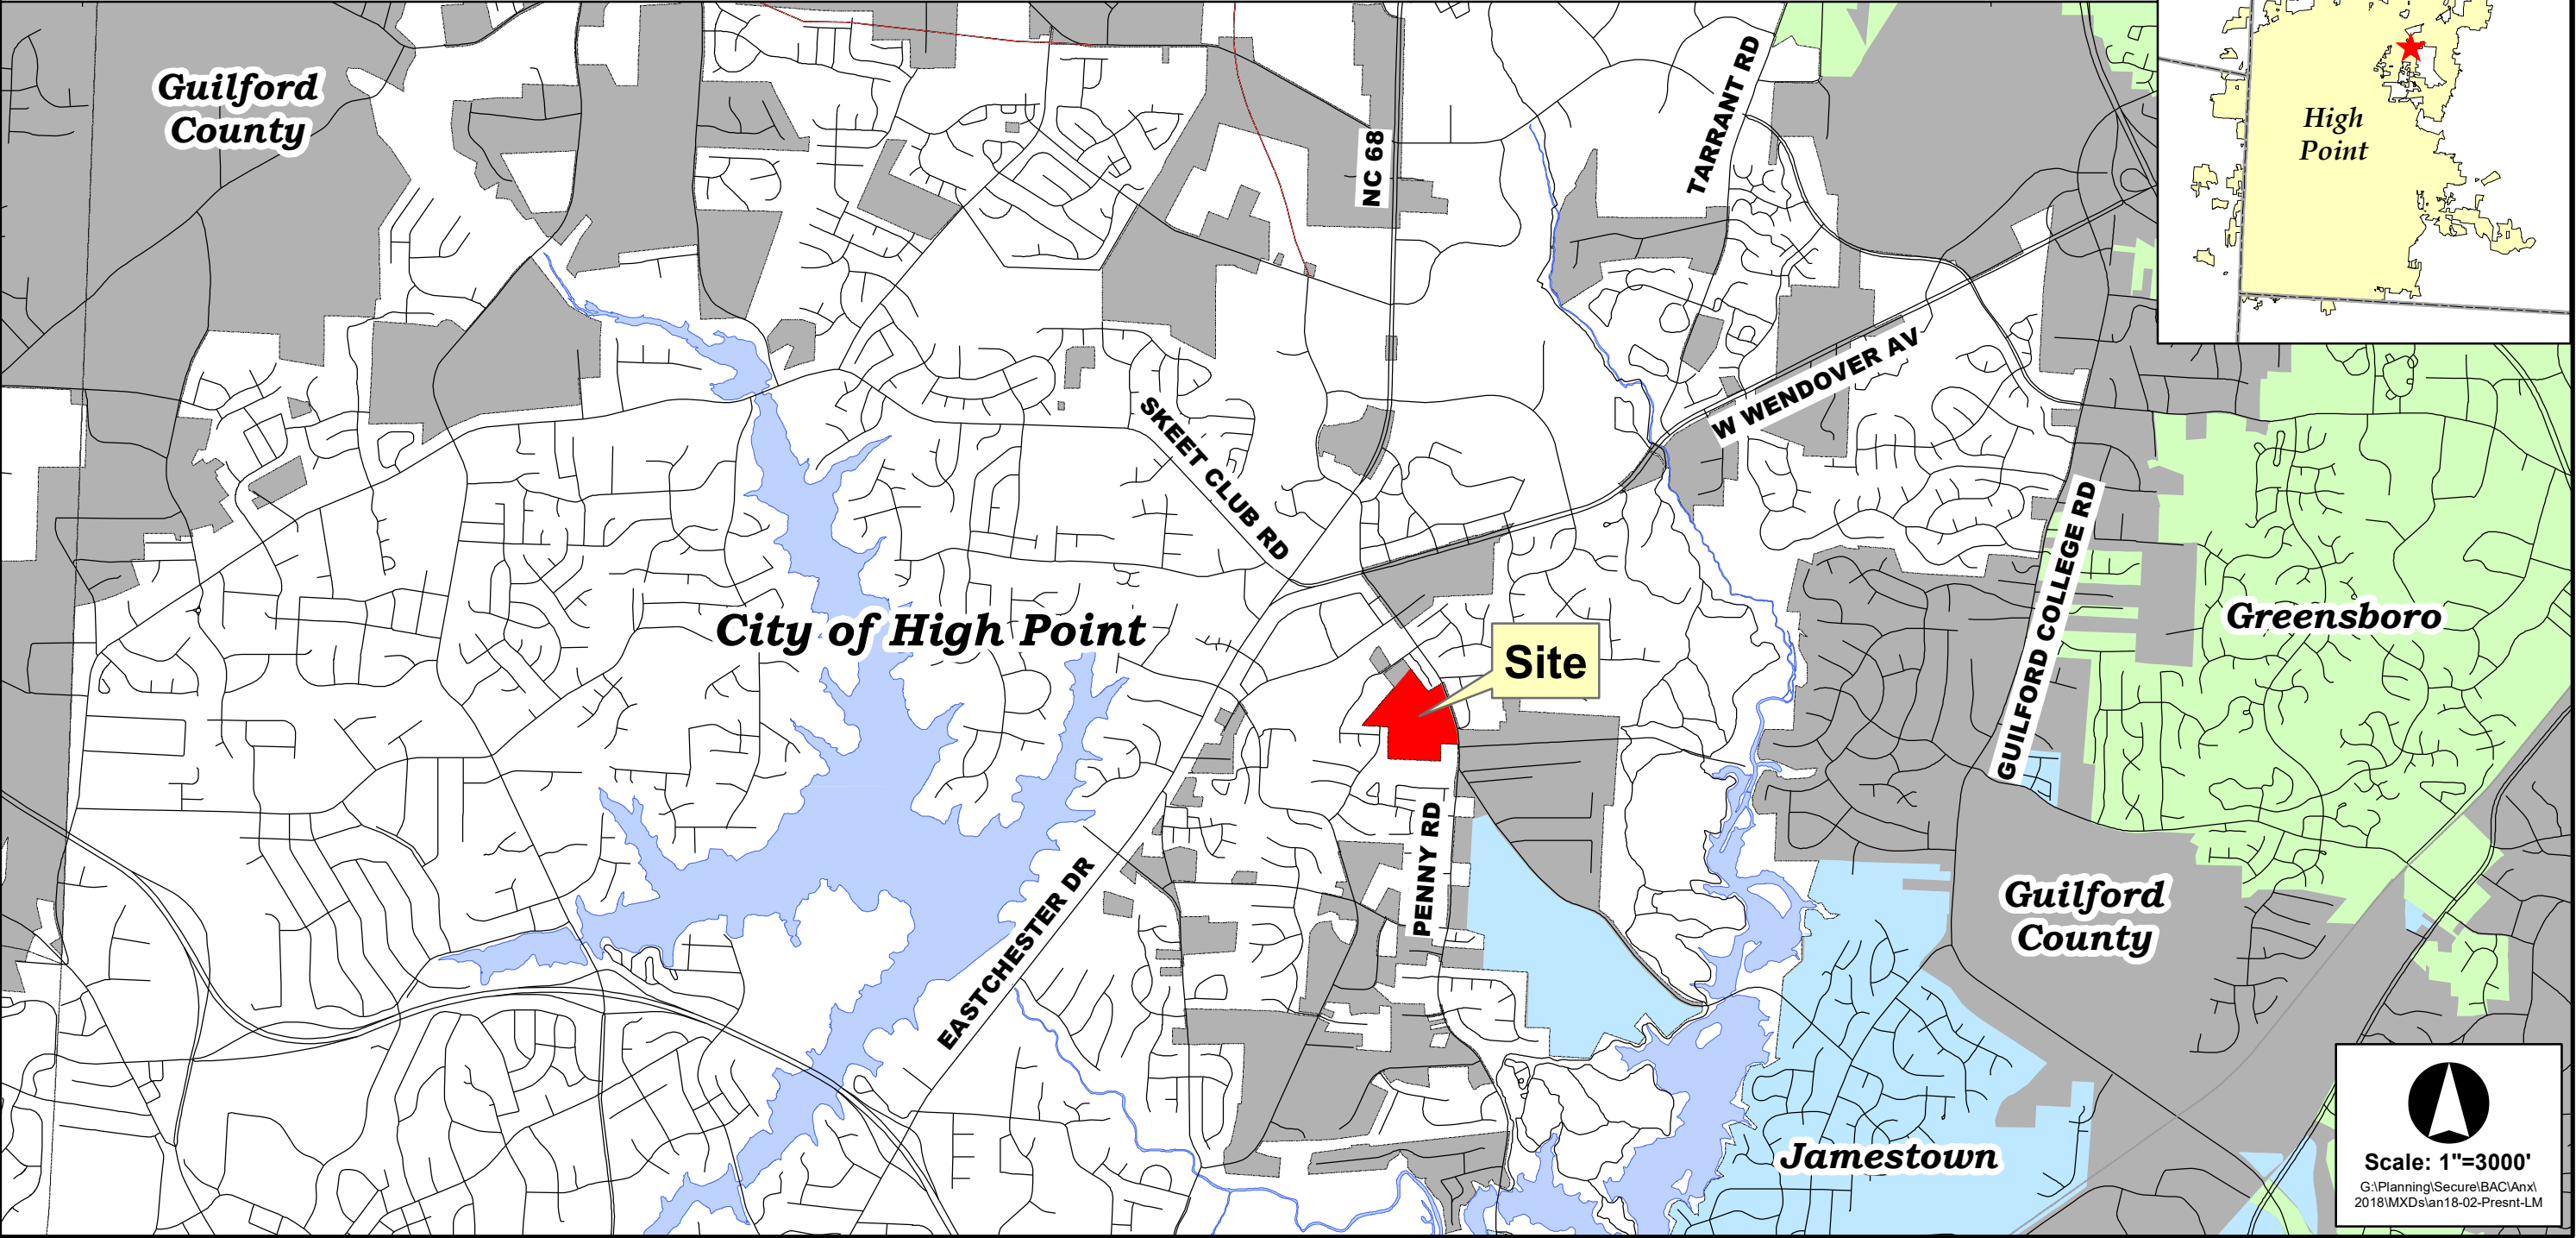 Guilford
County
NC 68
TARRANT RD
High
Point
W WENDOVER AV
SKEET CLUB RD
GUILFORD COLLEGE RD
City of High Point
Greensboro
Site
PENNY RD
EASTCHESTER DR
Guilford
County
Jamestown
Scale: 1"=3000'
G:\Planning\Secure\BAC\Anx\
2018\MXDs\an18-02-Presnt-LM